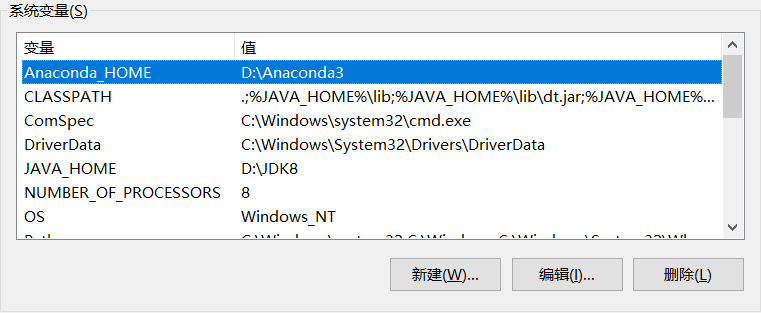 系统变量(S)
变量 值
Anaconda_HOME D:\Anaconda3
CLASSPATH .;%JAVA_HOME%\lib;%JAVA_HOME%\lib\dt.jar;%JAVA_HOME%...
ComSpec C:\Windows\system32\cmd.exe
DriverData C:\Windows\System32\Drivers\DriverData
JAVA_HOME D:\JDK8
NUMBER_OF_PROCESSORS 8
OS Windows_NT
新建(W)... 编辑(I)... 删除(L)